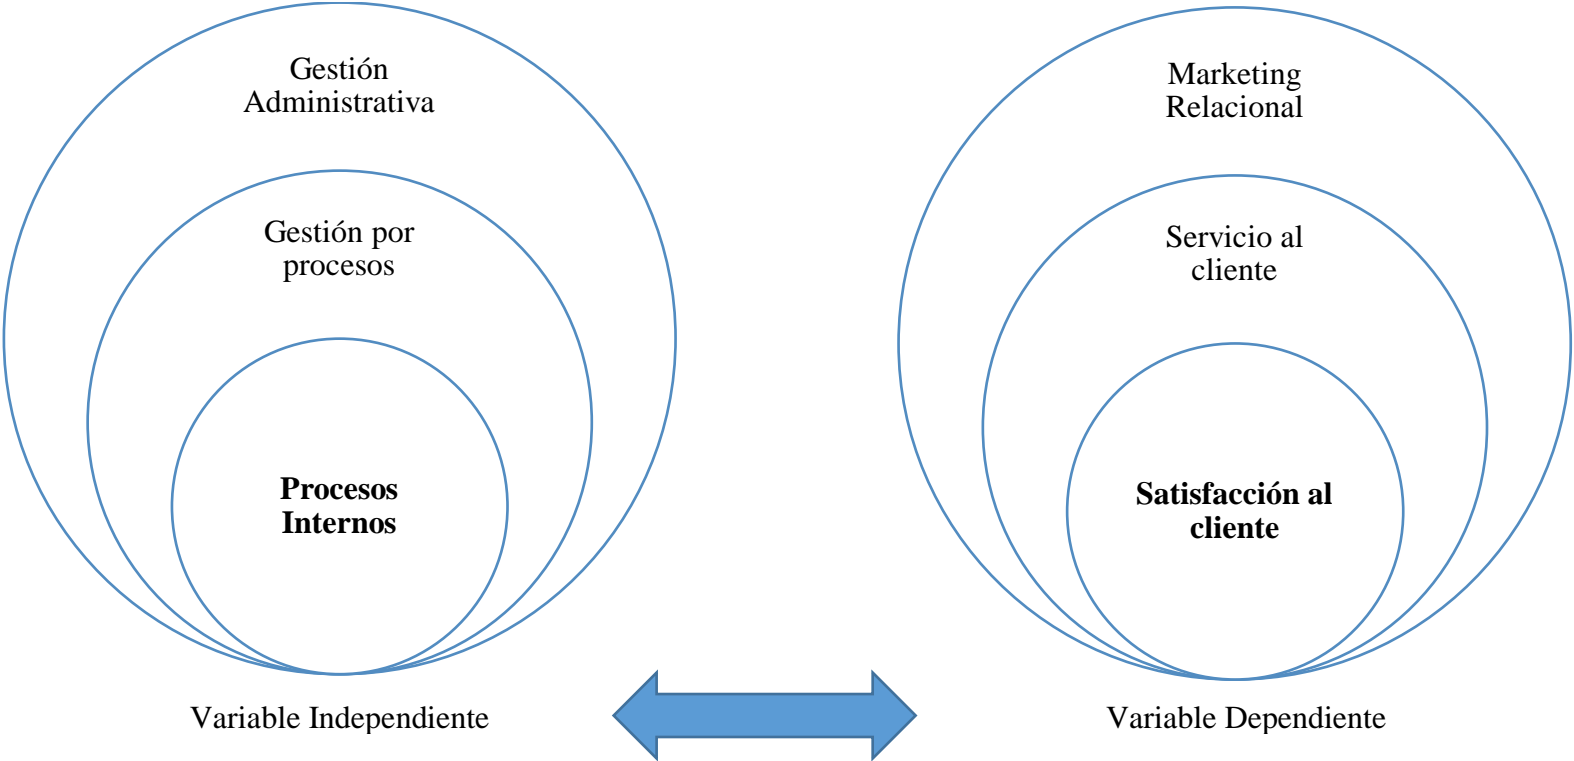 Gestión
Administrativa
Gestión por
procesos
Procesos
Internos
Variable Independiente
Marketing
Relacional
Servicio al
cliente
Satisfacción al
cliente
Variable Dependiente